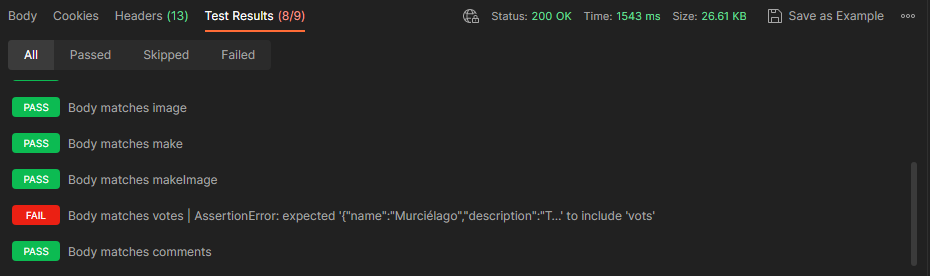 Body Cookies Headers (13) Test Results (8/9) Status: 200 OK Time: 1543 ms Size: 26.61 KB Save as Example
All Passed Skipped Failed
PASS Body matches image
PASS Body matches make
PASS Body matches makeImage
FAIL Body matches votes | AssertionError: expected '{"name":"Murciélago","description":"T...' to include 'vots'
PASS Body matches comments